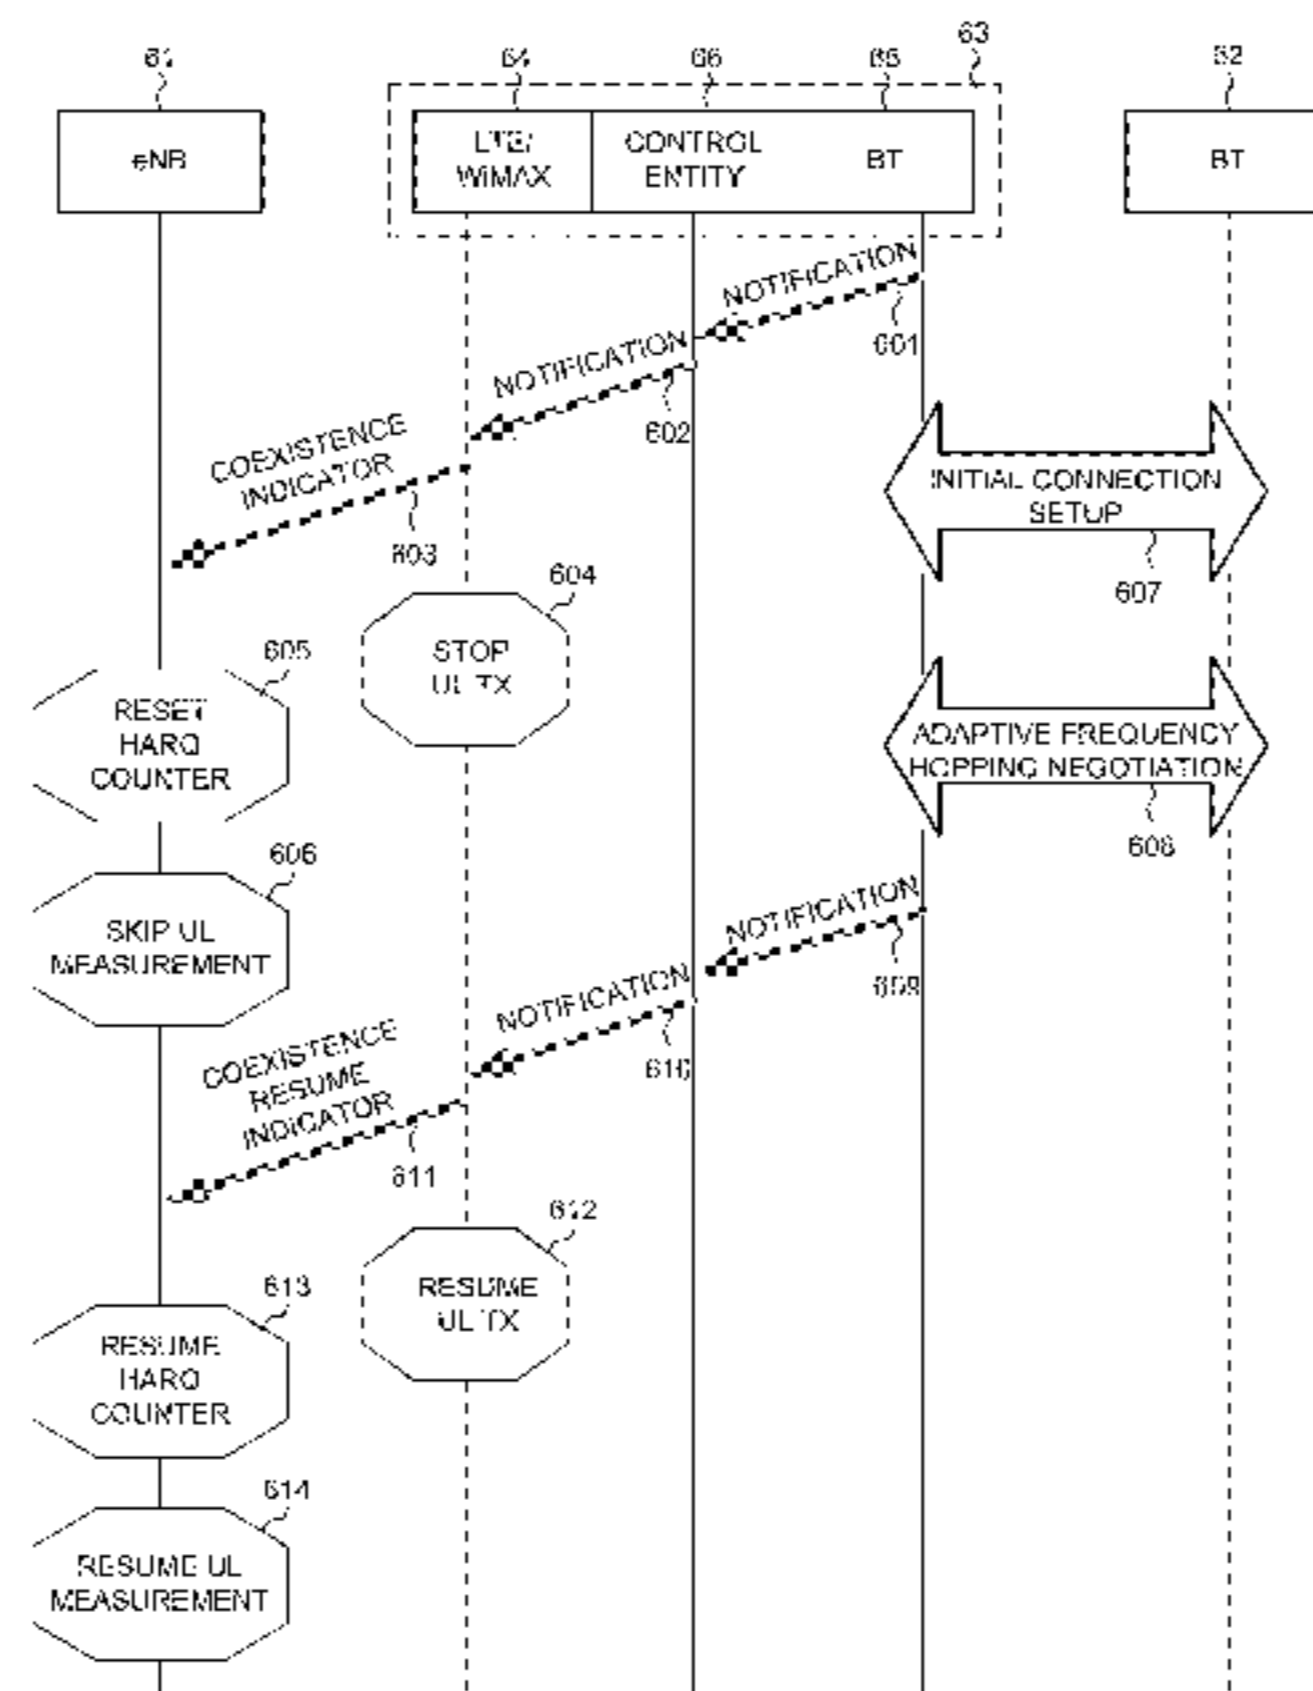 61
64
66
65
63
62
eNB
LTE/
WiMAX
CONTROL
ENTITY
BT
BT
NOTIFICATION
601
NOTIFICATION
602
COEXISTENCE
INDICATOR
603
INITIAL CONNECTION
SETUP
607
604
STOP
UL TX
605
RESET
HARQ
COUNTER
ADAPTIVE FREQUENCY
HOPPING NEGOTIATION
608
606
SKIP UL
MEASUREMENT
NOTIFICATION
609
NOTIFICATION
610
COEXISTENCE
RESUME
INDICATOR
611
612
RESUME
UL TX
613
RESUME
HARQ
COUNTER
614
RESUME UL
MEASUREMENT